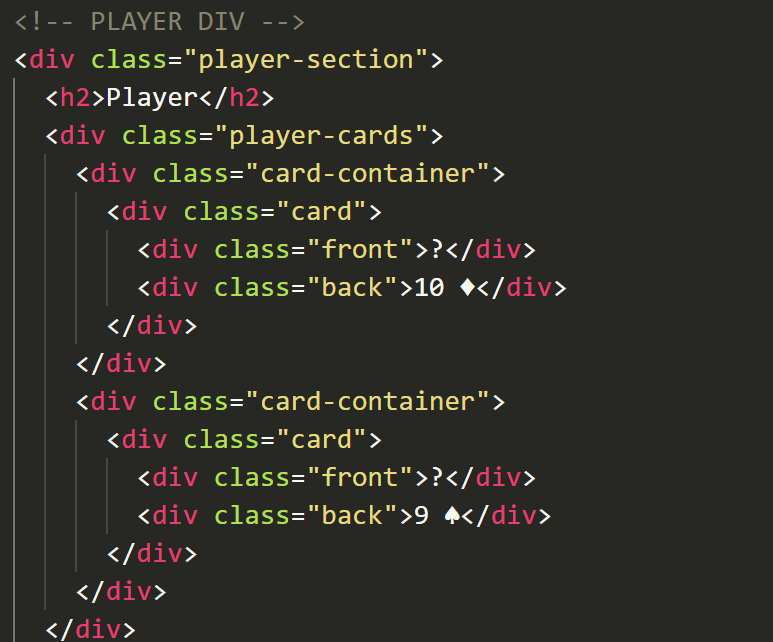 <!-- PLAYER DIV -->
<div class="player-section">
  <h2>Player</h2>
  <div class="player-cards">
    <div class="card-container">
      <div class="card">
        <div class="front">?</div>
        <div class="back">10 ♦</div>
      </div>
    </div>
    <div class="card-container">
      <div class="card">
        <div class="front">?</div>
        <div class="back">9 ♠</div>
      </div>
    </div>
  </div>